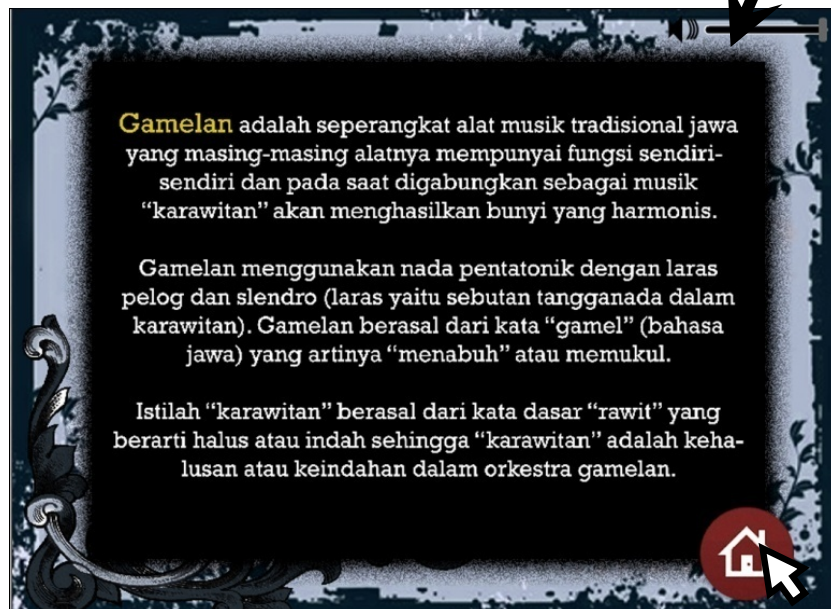 Gamelan adalah seperangkat alat musik tradisional jawa
yang masing-masing alatnya mempunyai fungsi sendiri-
sendiri dan pada saat digabungkan sebagai musik
“karawitan” akan menghasilkan bunyi yang harmonis.
Gamelan menggunakan nada pentatonik dengan laras
pelog dan slendro (laras yaitu sebutan tangganada dalam
karawitan). Gamelan berasal dari kata “gamel” (bahasa
jawa) yang artinya “menabuh” atau memukul.
Istilah “karawitan” berasal dari kata dasar “rawit” yang
berarti halus atau indah sehingga “karawitan” adalah keha-
lusan atau keindahan dalam orkestra gamelan.